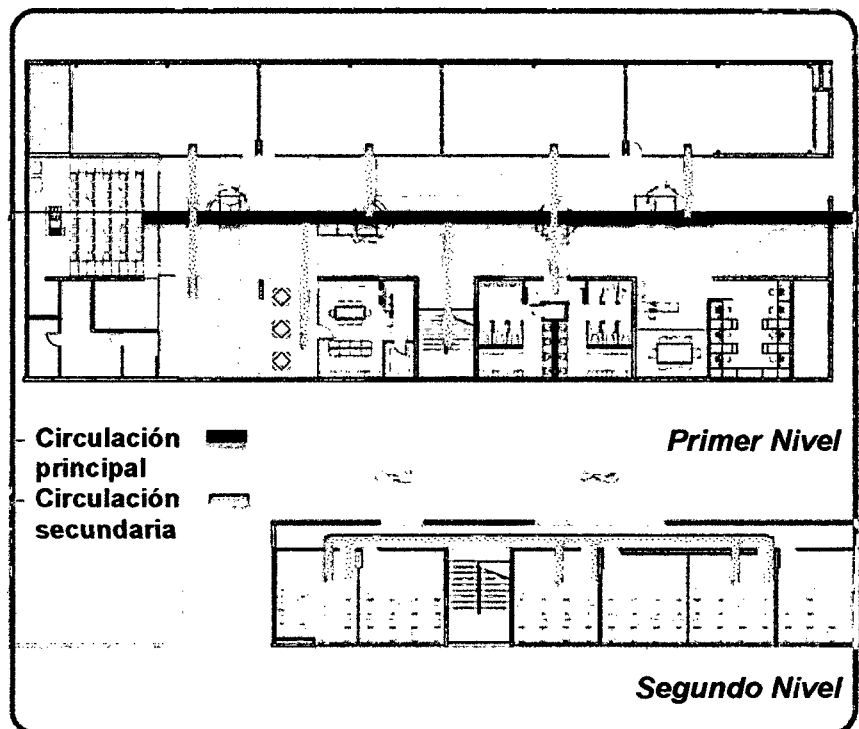 Primer Nivel
- Circulación
principal
- Circulación
secundaria
Segundo Nivel